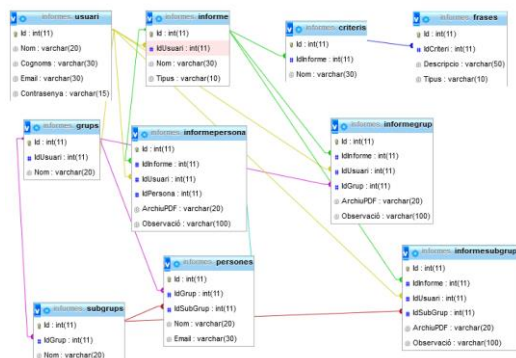 informes usuari
Id : int(11)
Nom : varchar(20)
Cognoms : varchar(30)
Email : varchar(30)
Contrasenya : varchar(15)
informes informe
Id : int(11)
IdUsuari : int(11)
Nom : varchar(30)
Tipus : varchar(10)
informes criteris
Id : int(11)
IdInforme : int(11)
Nom : varchar(30)
informes frases
Id : int(11)
IdCriteri : int(11)
Descripcio : varchar(50)
Tipus : varchar(10)
informes grups
Id : int(11)
IdUsuari : int(11)
Nom : varchar(20)
informes informepersona
Id : int(11)
IdInforme : int(11)
IdUsuari : int(11)
IdPersona : int(11)
ArchiuPDF : varchar(20)
Observació : varchar(100)
informes informegrup
Id : int(11)
IdInforme : int(11)
IdUsuari : int(11)
IdGrup : int(11)
ArchiuPDF : varchar(20)
Observació : varchar(100)
informes informesubgrup
Id : int(11)
IdInforme : int(11)
IdUsuari : int(11)
IdSubGrup : int(11)
ArchiuPDF : varchar(20)
Observació : varchar(100)
informes persones
Id : int(11)
IdGrup : int(11)
IdSubGrup : int(11)
Nom : varchar(20)
Email : varchar(30)
informes subgrups
Id : int(11)
IdGrup : int(11)
Nom : varchar(20)